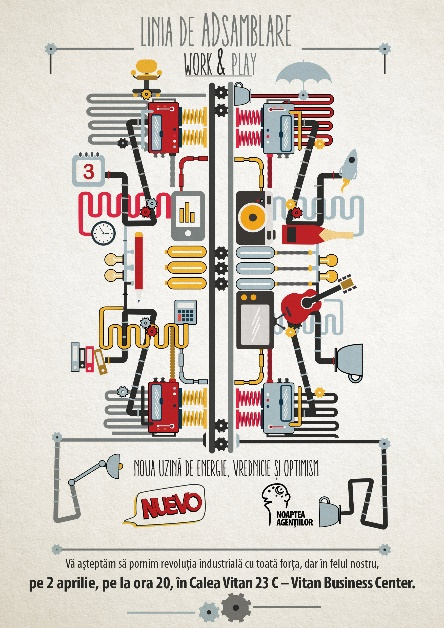 LINIA DE ADSAMBLARE
WORK & PLAY
3
NOUA UZINĂ DE ENERGIE, VREDNICIE ȘI OPTIMISM
NUEVO
NOAPTEA
AGENȚIILOR
Vă așteptăm să pornim revoluția industrială cu toată forța, dar în felul nostru,
pe 2 aprilie, pe la ora 20, în Calea Vitan 23 C – Vitan Business Center.